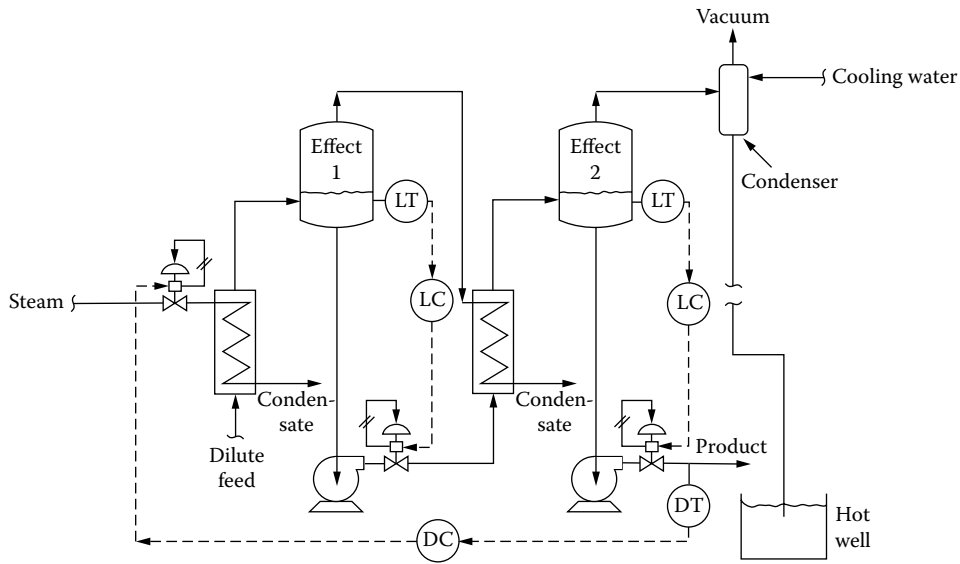 Vacuum
Cooling water
Effect
1
LT
Effect
2
LT
Condenser
Steam
LC
LC
Conden-
sate
Conden-
sate
Dilute
feed
Product
DT
DC
Hot
well